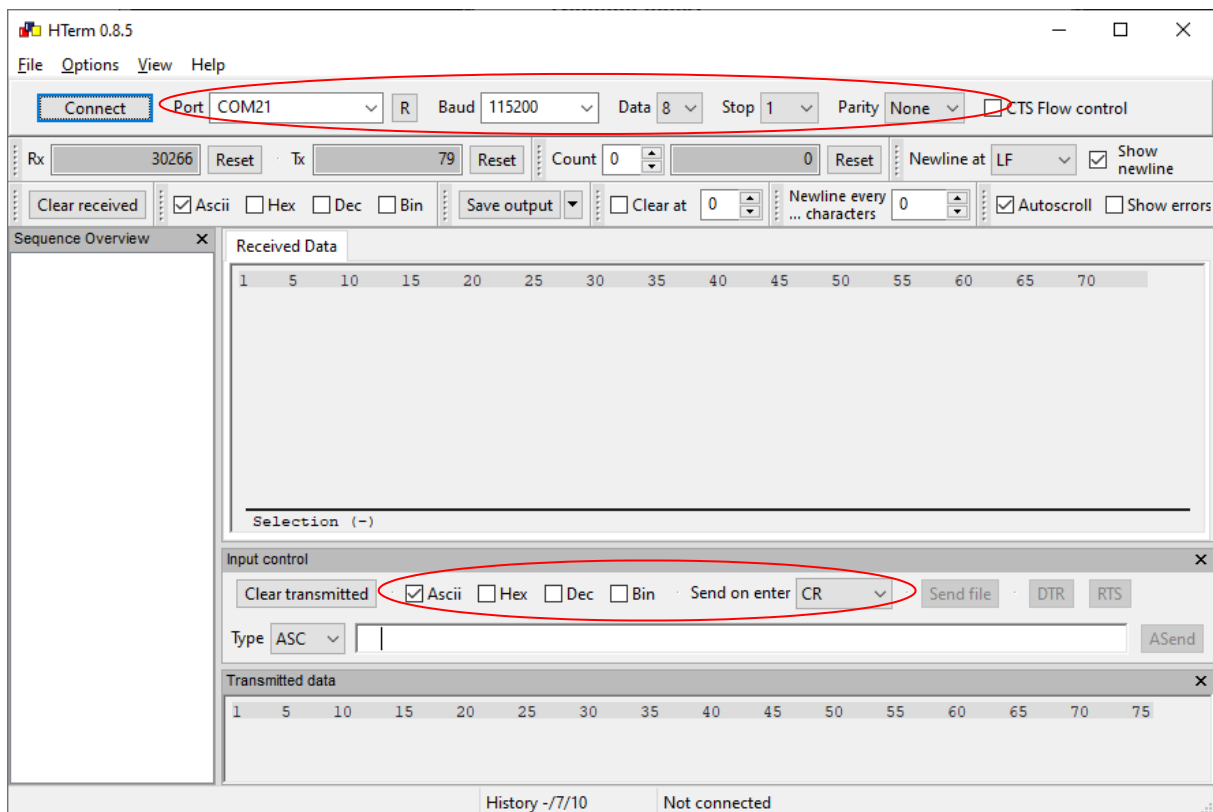 HTerm 0.8.5
File Options View Help
Connect Port COM21 R Baud 115200 Data 8 Stop 1 Parity None CTS Flow control
Rx 30266 Reset Tx 79 Reset Count 0 0 Reset Newline at LF Show newline
Clear received Ascii Hex Dec Bin Save output Clear at 0 Newline every ... characters 0 Autoscroll Show errors
Sequence Overview
Received Data
1 5 10 15 20 25 30 35 40 45 50 55 60 65 70
Selection (-)
Input control
Clear transmitted Ascii Hex Dec Bin Send on enter CR Send file DTR RTS
Type ASC ASend
Transmitted data
1 5 10 15 20 25 30 35 40 45 50 55 60 65 70 75
History -/7/10 Not connected